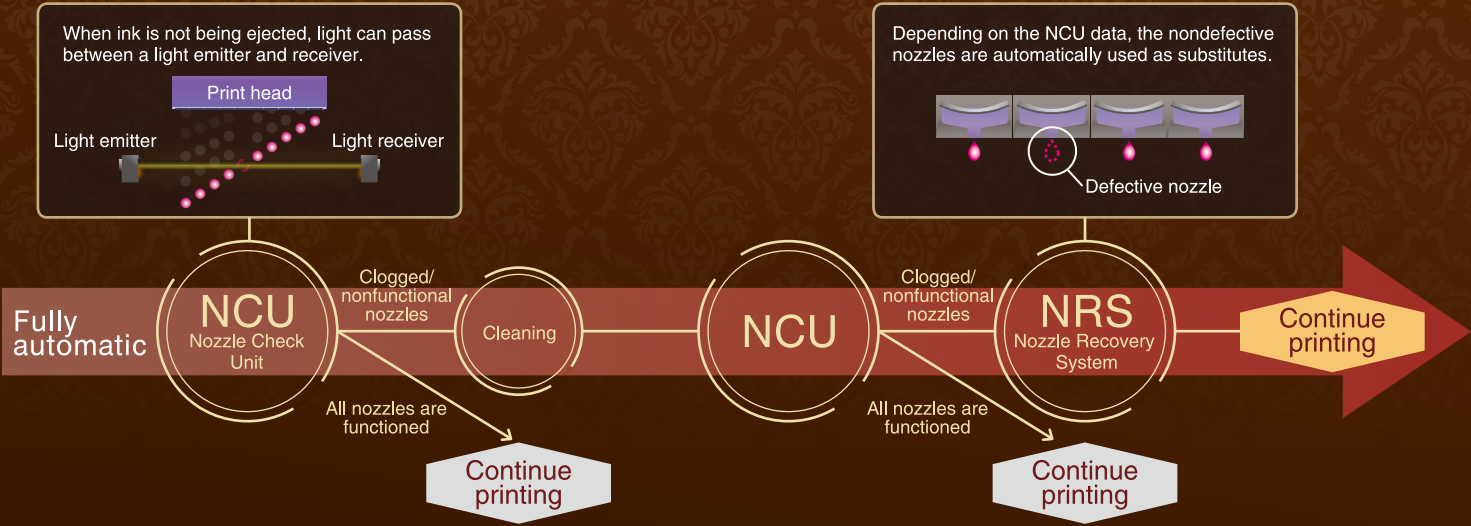 When ink is not being ejected, light can pass
between a light emitter and receiver.
Print head
Light emitter
Light receiver
Depending on the NCU data, the nondefective
nozzles are automatically used as substitutes.
Defective nozzle
Fully
automatic
NCU
Nozzle Check
Unit
Clogged/
nonfunctional
nozzles
All nozzles are
functioned
Continue
printing
Cleaning
NCU
Clogged/
nonfunctional
nozzles
All nozzles are
functioned
Continue
printing
NRS
Nozzle Recovery
System
Continue
printing